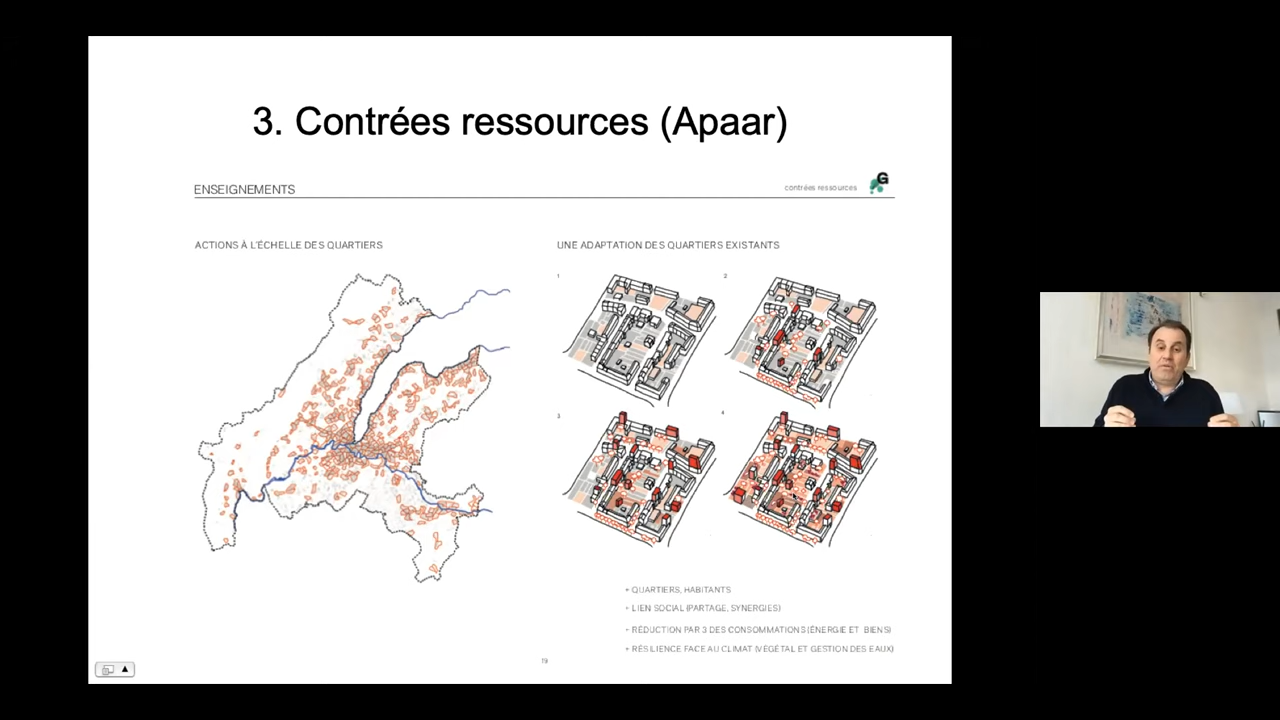 3. Contrées ressources (Apaar)
ENSEIGNEMENTS
contrées ressources
G
ACTIONS À L'ÉCHELLE DES QUARTIERS
UNE ADAPTATION DES QUARTIERS EXISTANTS
1
2
3
4
+ QUARTIERS, HABITANTS
+ LIEN SOCIAL (PARTAGE, SYNERGIES)
+ RÉDUCTION PAR 3 DES CONSOMMATIONS (ÉNERGIE ET BIENS)
+ RÉSILIENCE FACE AU CLIMAT (VÉGÉTAL ET GESTION DES EAUX)
19